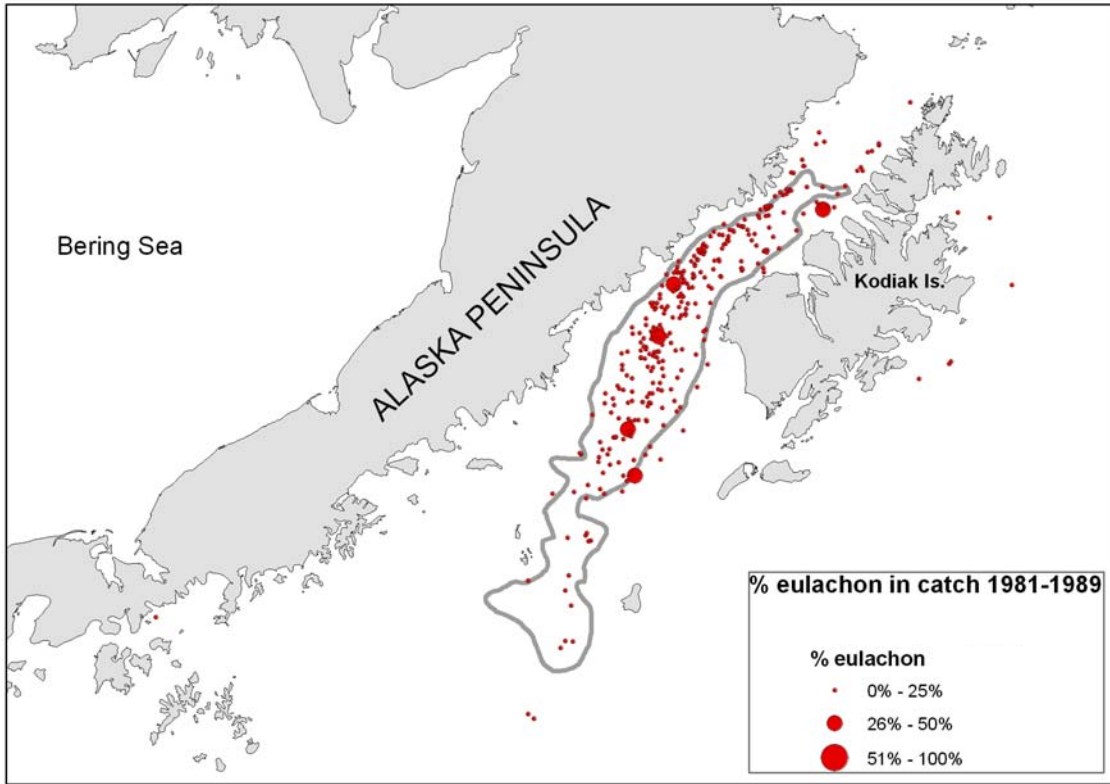 Bering Sea
ALASKA PENINSULA
Kodiak Is.
% eulachon in catch 1981-1989
% eulachon
0% - 25%
26% - 50%
51% - 100%